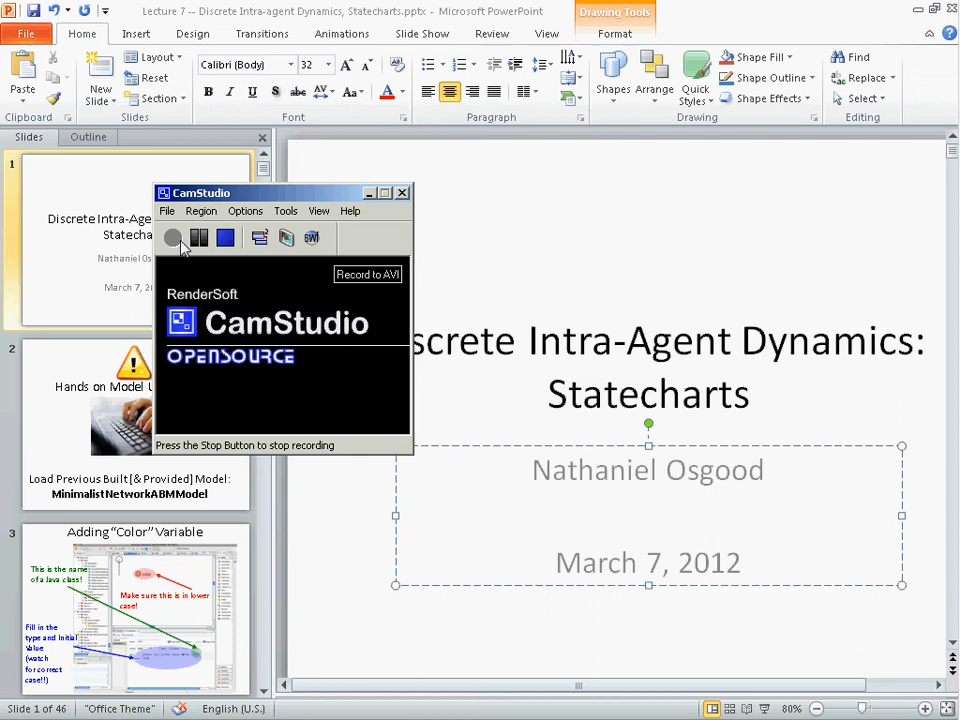 Lecture 7 -- Discrete Intra-agent Dynamics, Statecharts.pptx - Microsoft PowerPoint
Drawing Tools
File Home Insert Design Transitions Animations Slide Show Review View Format
Paste
New Slide
Layout
Reset
Section
Calibri (Body) 32
Shapes
Arrange
Quick Styles
Shape Fill
Shape Outline
Shape Effects
Find
Replace
Select
Clipboard Slides Font Paragraph Drawing Editing
Slides Outline
1
Discrete Intra-Ag
Statecha
Nathaniel Os
March 7, 2
2
Hands on Model U
Load Previous Built [& Provided] Model:
MinimalistNetworkABMModel
3
Adding “Color” Variable
This is the name
of a Java class!
Make sure this is in lower
case!
Fill in the
type and Initial
Value
(watch
for correct
case!!)
CamStudio
File Region Options Tools View Help
Record to AVI
RenderSoft
CamStudio
OPENSOURCE
Press the Stop Button to stop recording
screte Intra-Agent Dynamics:
Statecharts
Nathaniel Osgood
March 7, 2012
Slide 1 of 46 "Office Theme" English (U.S.) 80%